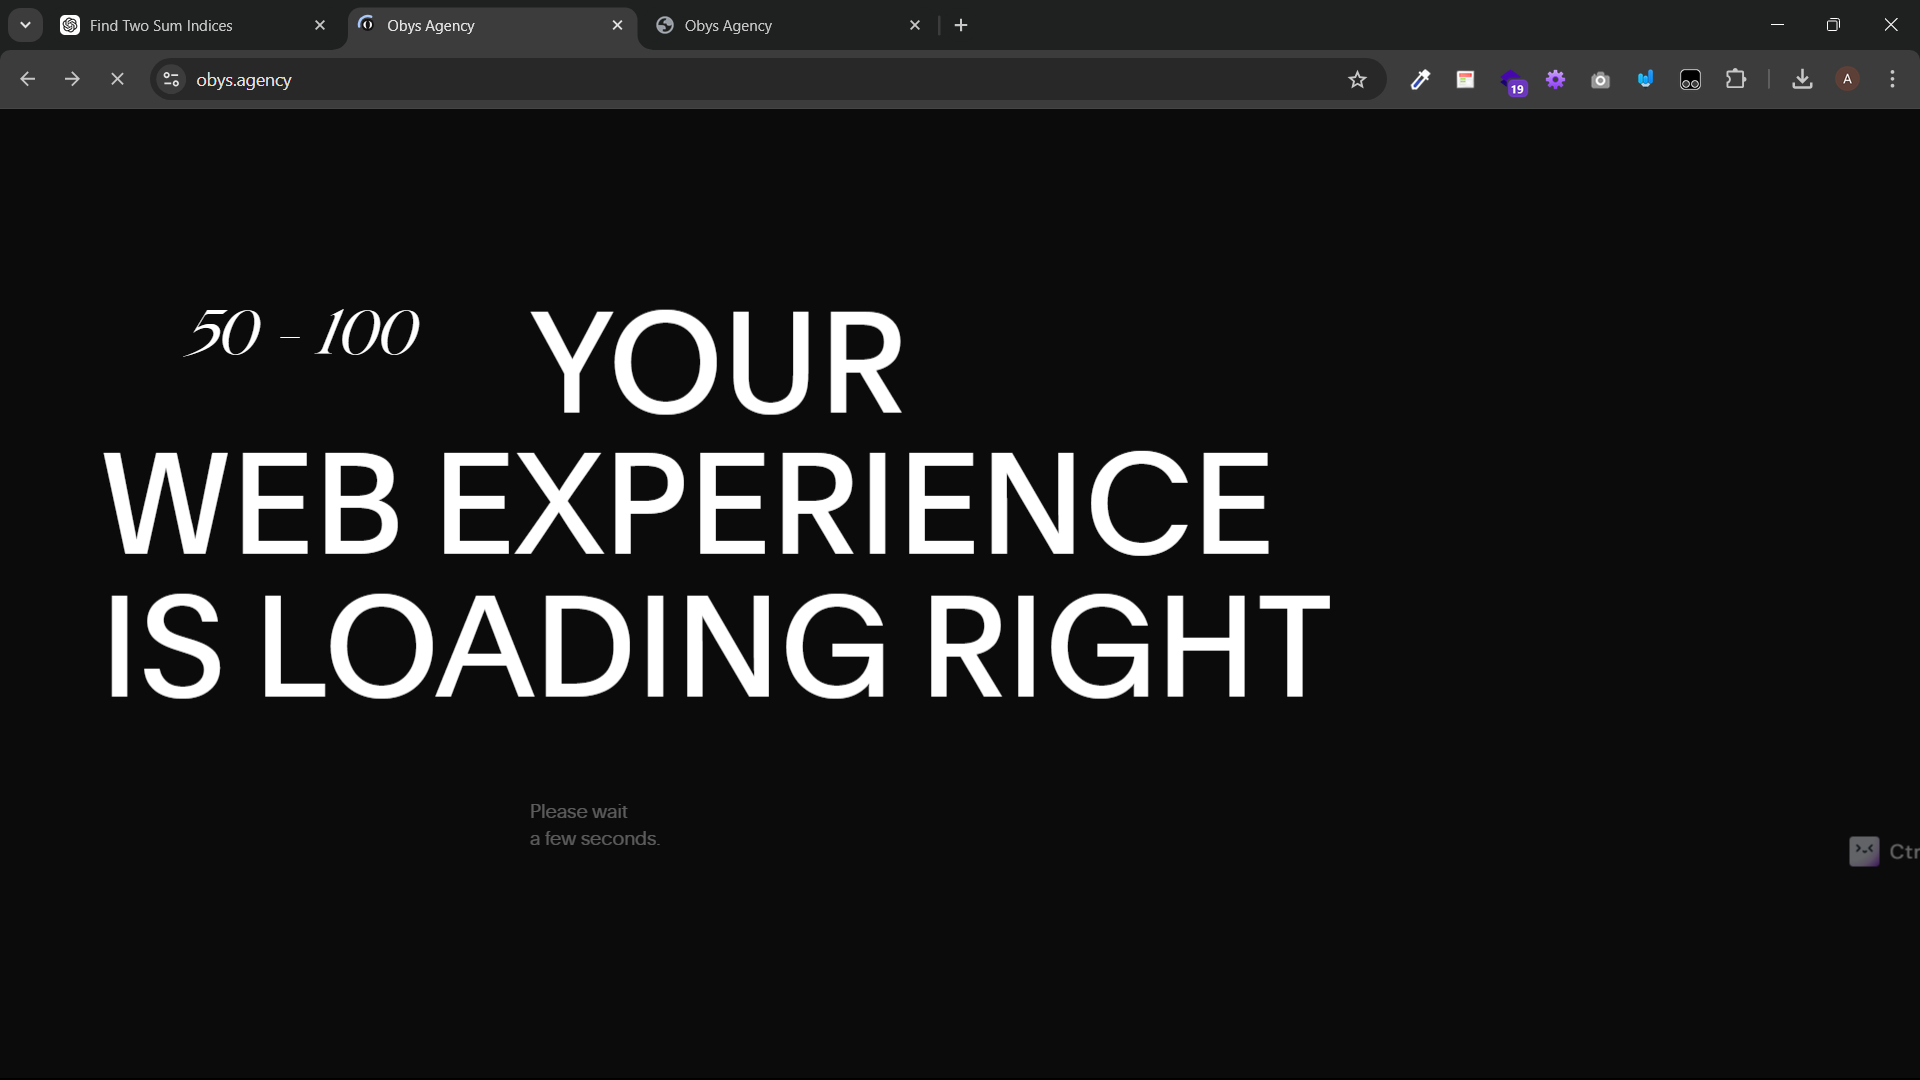 Find Two Sum Indices
Obys Agency
Obys Agency
obys.agency
19
A
50 - 100
YOUR
WEB EXPERIENCE
IS LOADING RIGHT
Please wait
a few seconds.